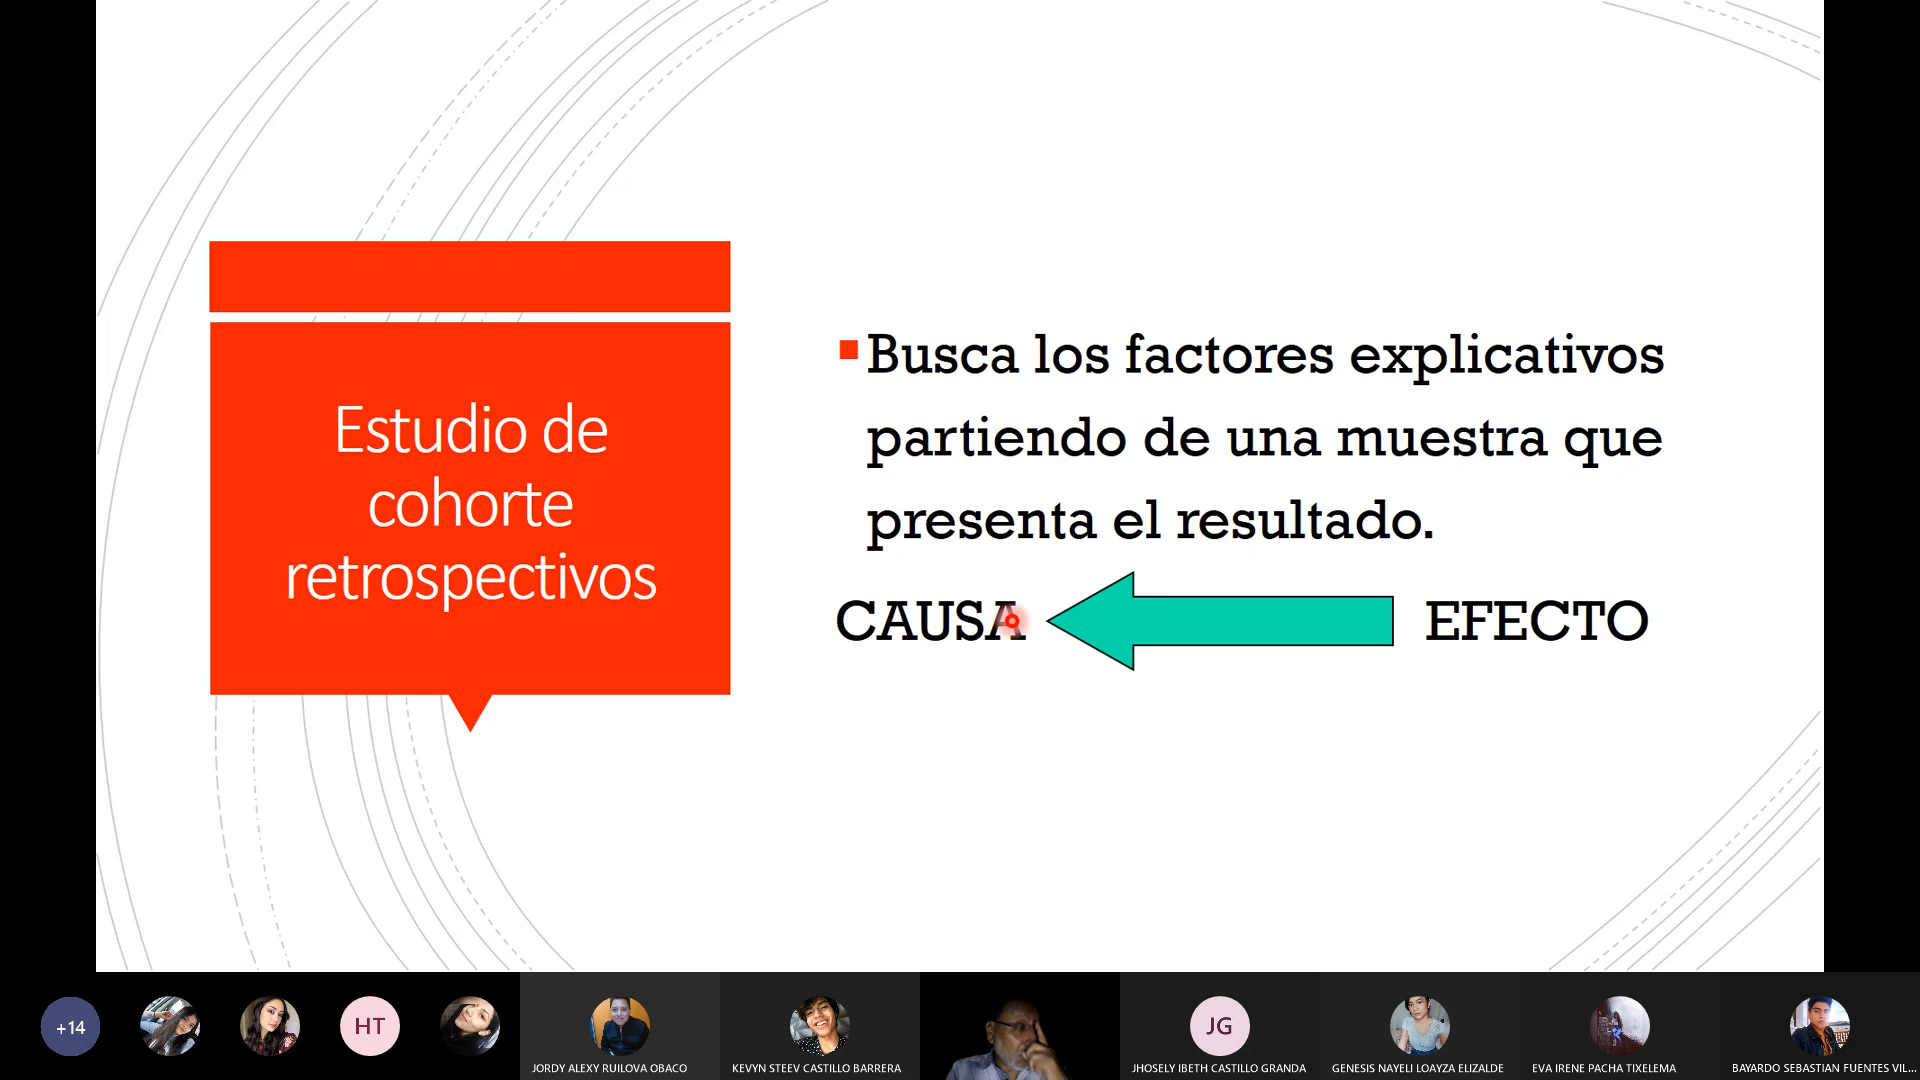 Estudio de
cohorte
retrospectivos
Busca los factores explicativos
partiendo de una muestra que
presenta el resultado.
CAUSA EFECTO
+14
HT
JG
JORDY ALEXY RUILOVA OBACO
KEVYN STEEV CASTILLO BARRERA
JHOSELY IBETH CASTILLO GRANDA
GENESIS NAYELI LOAYZA ELIZALDE
EVA IRENE PACHA TIXELEMA
BAYARDO SEBASTIAN FUENTES VIL...